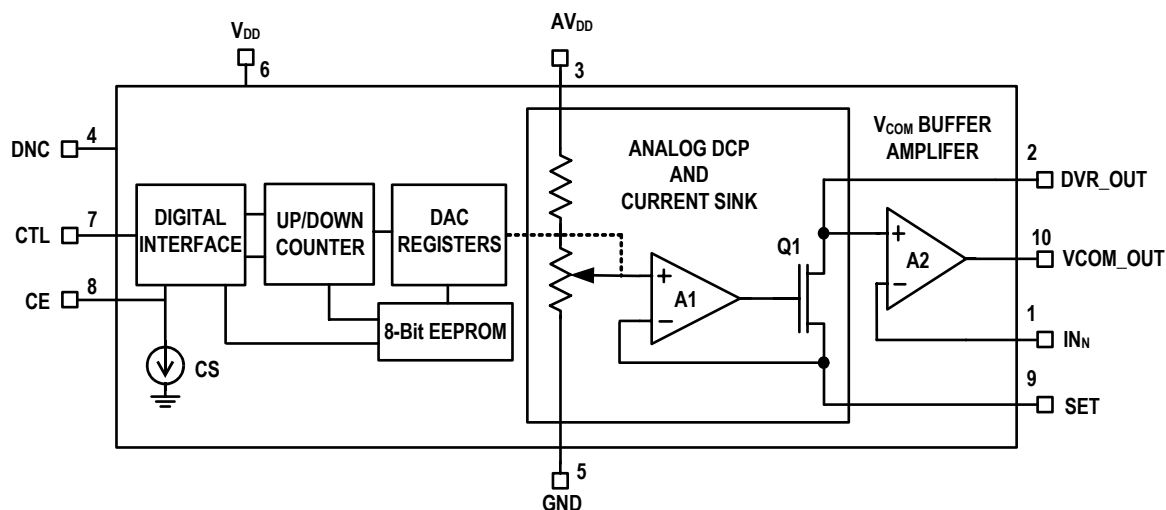 VDD
6
AVDD
3
DNC
4
CTL
7
CE
8
DIGITAL
INTERFACE
UP/DOWN
COUNTER
DAC
REGISTERS
8-Bit EEPROM
CS
ANALOG DCP
AND
CURRENT SINK
+
A1
−
Q1
VCOM BUFFER
AMPLIFER
+
A2
−
2
DVR_OUT
10
VCOM_OUT
1
INN
9
SET
5
GND